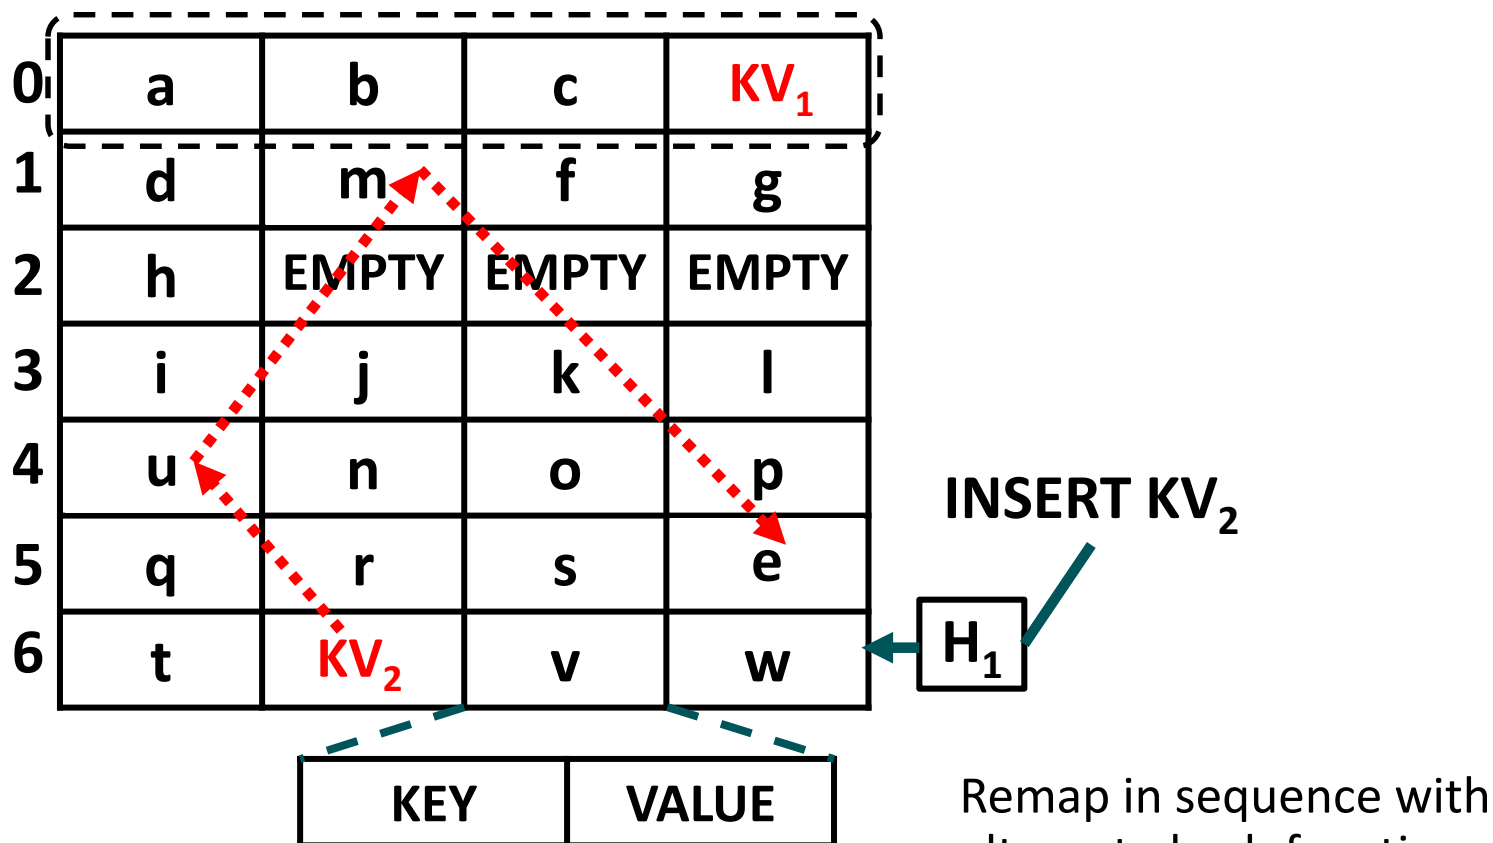 0 a b c KV1
1 d m f g
2 h EMPTY EMPTY EMPTY
3 i j k l
4 u n o p
INSERT KV2
5 q r s e
6 t KV2 v w H1
KEY VALUE
Remap in sequence with